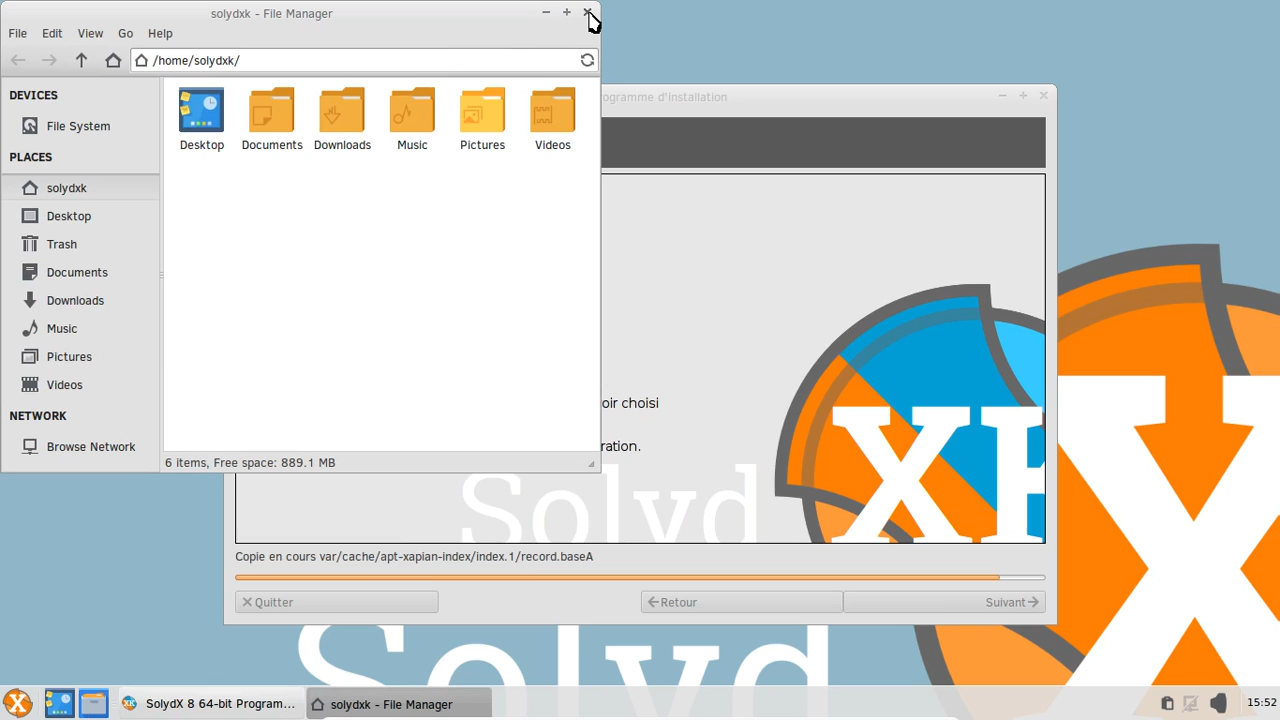 solydxk - File Manager
File Edit View Go Help
/home/solydxk/
DEVICES
File System
PLACES
solydxk
Desktop
Trash
Documents
Downloads
Music
Pictures
Videos
NETWORK
Browse Network
Desktop Documents Downloads Music Pictures Videos
6 items, Free space: 889.1 MB
ogramme d'installation
oir choisi
ration.
XK
Solyd
Copie en cours var/cache/apt-xapian-index/index.1/record.baseA
Quitter Retour Suivant
Solyd
X
SolydX 8 64-bit Program...
solydxk - File Manager
15:52